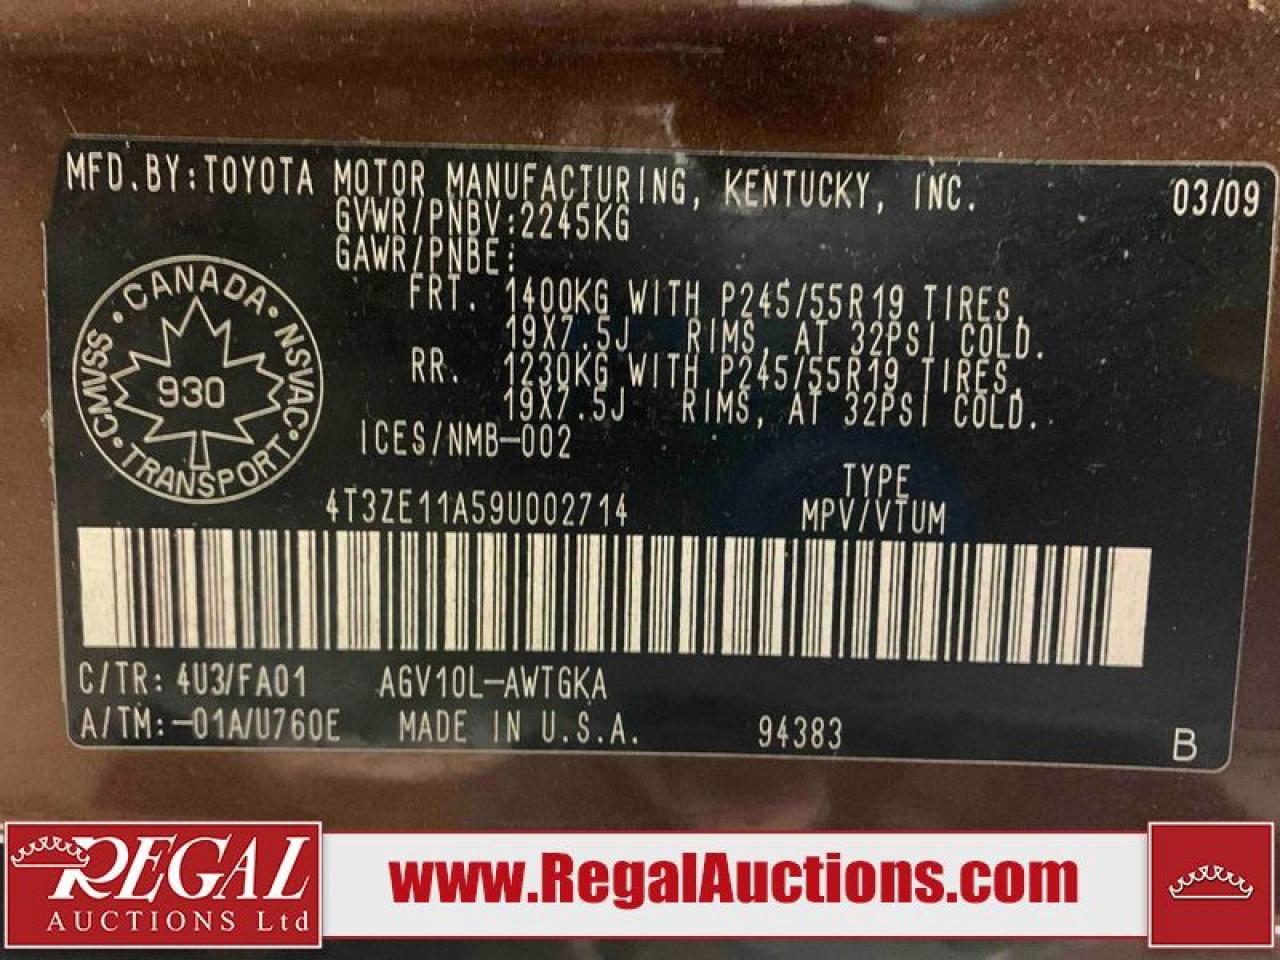 MFD.BY:TOYOTA MOTOR MANUFACTURING, KENTUCKY, INC. 03/09
GVWR/PNBV:2245KG
GAWR/PNBE:
FRT. 1400KG WITH P245/55R19 TIRES,
19X7.5J RIMS, AT 32PSI COLD.
RR. 1230KG WITH P245/55R19 TIRES,
19X7.5J RIMS, AT 32PSI COLD.
ICES/NMB-002
CANADA • NSVAC • TRANSPORT • CMVSS •
930
4T3ZE11A59U002714
TYPE
MPV/VTUM
C/TR: 4U3/FA01 AGV10L-AWTGKA
A/TM:-01A/U760E MADE IN U.S.A. 94383 B
REGAL
AUCTIONS Ltd
www.RegalAuctions.com